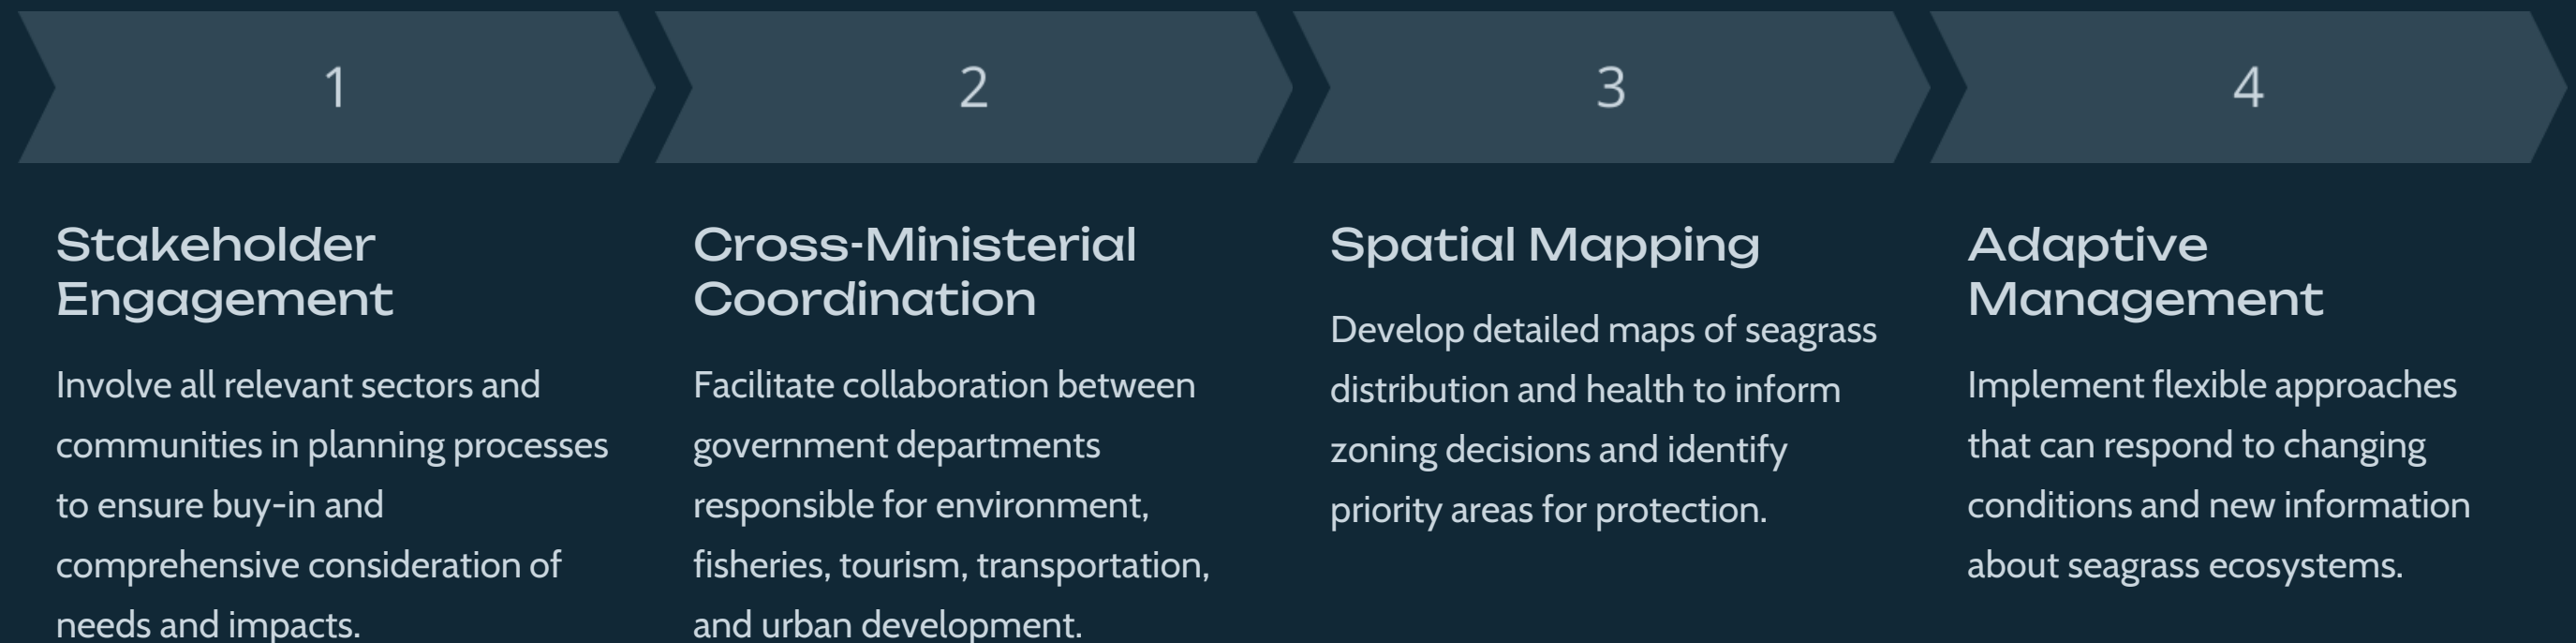 1
Stakeholder
Engagement
Involve all relevant sectors and
communities in planning processes
to ensure buy-in and
comprehensive consideration of
needs and impacts.
2
Cross-Ministerial
Coordination
Facilitate collaboration between
government departments
responsible for environment,
fisheries, tourism, transportation,
and urban development.
3
Spatial Mapping
Develop detailed maps of seagrass
distribution and health to inform
zoning decisions and identify
priority areas for protection.
4
Adaptive
Management
Implement flexible approaches
that can respond to changing
conditions and new information
about seagrass ecosystems.